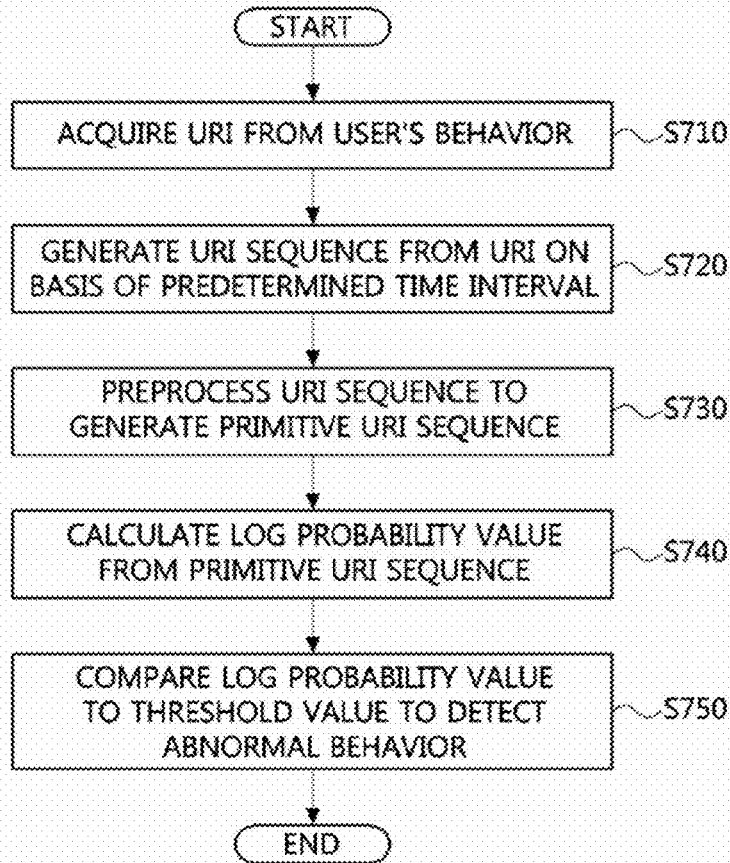 START
ACQUIRE URI FROM USER'S BEHAVIOR
S710
GENERATE URI SEQUENCE FROM URI ON
BASIS OF PREDETERMINED TIME INTERVAL
S720
PREPROCESS URI SEQUENCE TO
GENERATE PRIMITIVE URI SEQUENCE
S730
CALCULATE LOG PROBABILITY VALUE
FROM PRIMITIVE URI SEQUENCE
S740
COMPARE LOG PROBABILITY VALUE
TO THRESHOLD VALUE TO DETECT
ABNORMAL BEHAVIOR
S750
END